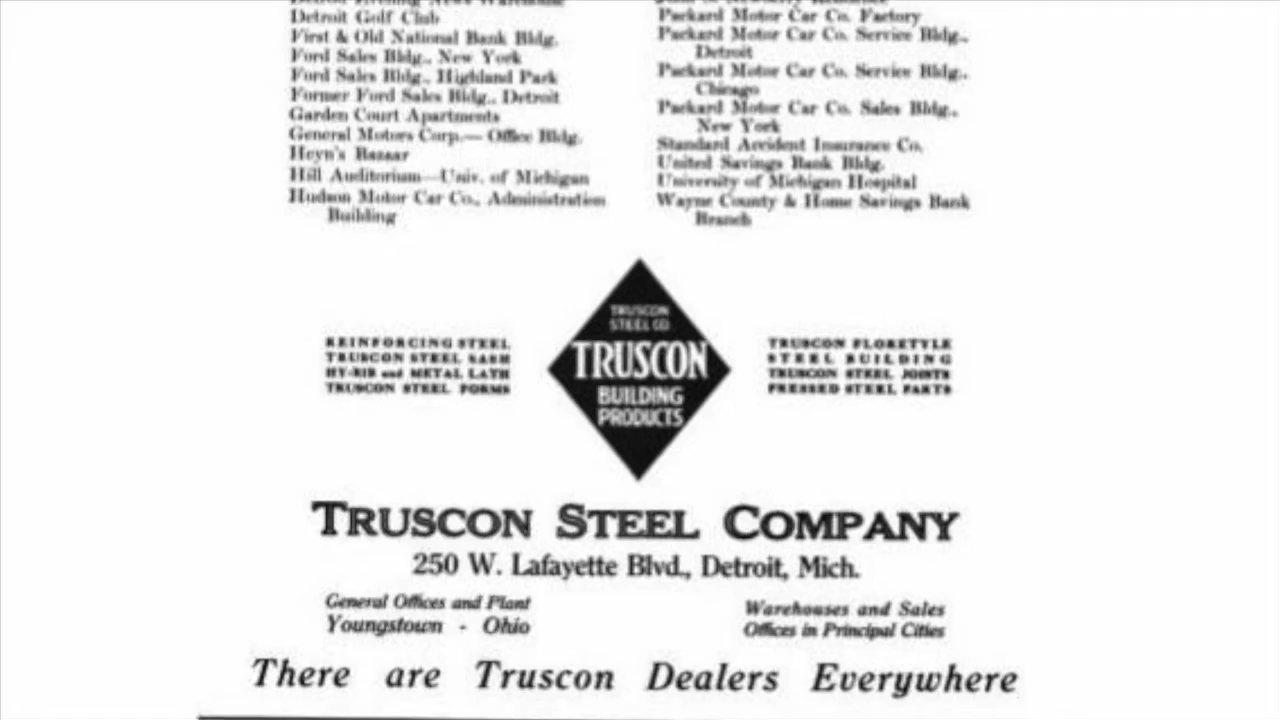 Detroit Evening News Warehouse
Detroit Golf Club
First & Old National Bank Bldg.
Ford Sales Bldg., New York
Ford Sales Bldg., Highland Park
Former Ford Sales Bldg., Detroit
Garden Court Apartments
General Motors Corp.— Office Bldg.
Heyn's Bazaar
Hill Auditorium—Univ. of Michigan
Hudson Motor Car Co., Administration
Building
Packard Motor Car Co. Factory
Packard Motor Car Co. Service Bldg.,
Detroit
Packard Motor Car Co. Service Bldg.,
Chicago
Packard Motor Car Co. Sales Bldg.,
New York
Standard Accident Insurance Co.
United Savings Bank Bldg.
University of Michigan Hospital
Wayne County & Home Savings Bank
Branch
REINFORCING STEEL
TRUSCON STEEL SASH
HY-RIB and METAL LATH
TRUSCON STEEL FORMS
TRUSCON
STEEL CO.
TRUSCON
BUILDING
PRODUCTS
TRUSCON FLORETYLE
STEEL BUILDING
TRUSCON STEEL JOISTS
PRESSED STEEL PARTS
TRUSCON STEEL COMPANY
250 W. Lafayette Blvd., Detroit, Mich.
General Offices and Plant
Youngstown - Ohio
Warehouses and Sales
Offices in Principal Cities
There are Truscon Dealers Everywhere